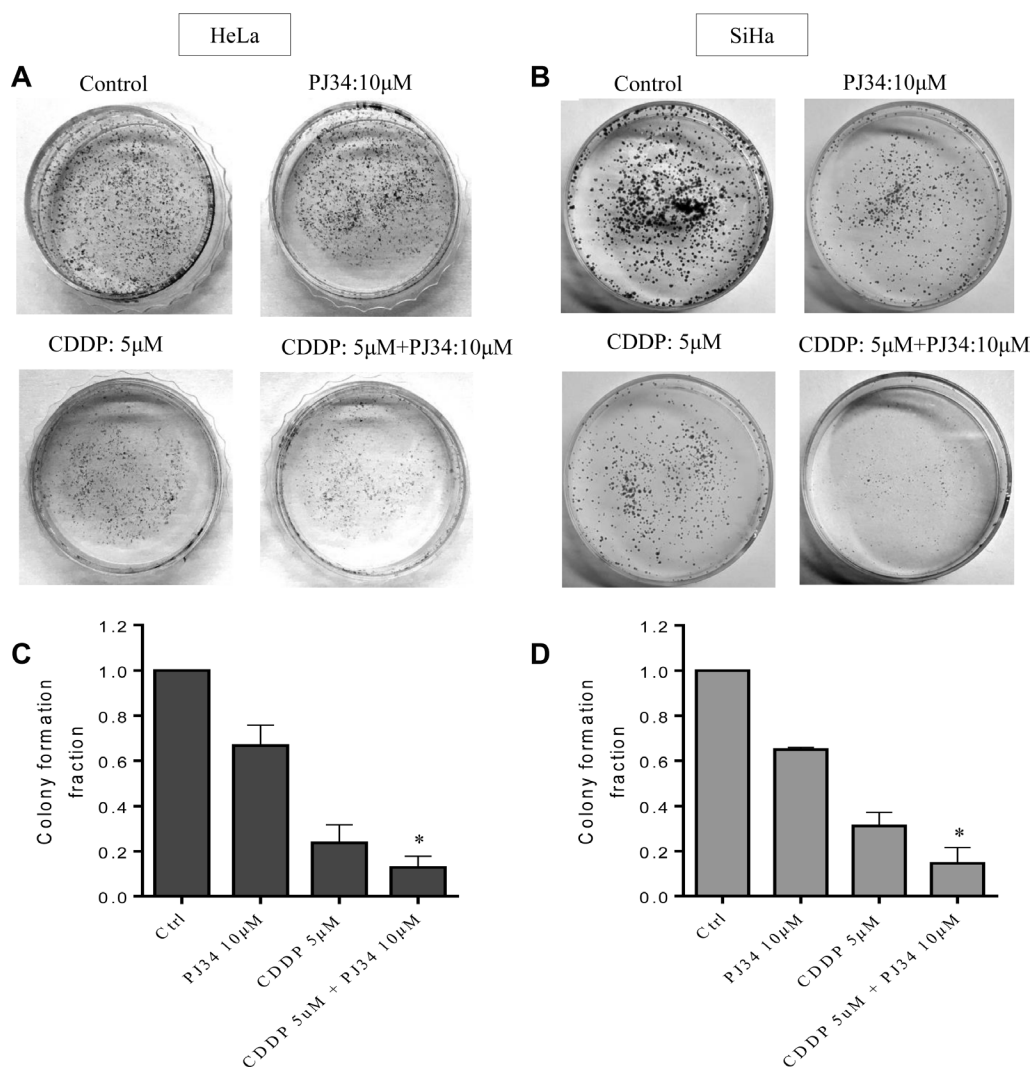 HeLa
SiHa
A
Control
PJ34:10μM
B
Control
PJ34:10μM
CDDP: 5μM
CDDP: 5μM+PJ34:10μM
CDDP: 5μM
CDDP: 5μM+PJ34:10μM
C
Colony formation
fraction
1.2
1.0
0.8
0.6
0.4
0.2
0.0
*
Ctrl
PJ34 10μM
CDDP 5μM
CDDP 5uM + PJ34 10μM
D
Colony formation
fraction
1.2
1.0
0.8
0.6
0.4
0.2
0.0
*
Ctrl
PJ34 10μM
CDDP 5μM
CDDP 5uM + PJ34 10μM